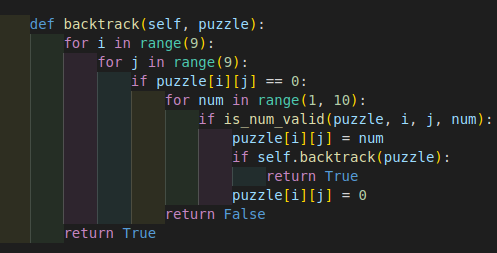 def backtrack(self, puzzle):
    for i in range(9):
        for j in range(9):
            if puzzle[i][j] == 0:
                for num in range(1, 10):
                    if is_num_valid(puzzle, i, j, num):
                        puzzle[i][j] = num
                        if self.backtrack(puzzle):
                            return True
                        puzzle[i][j] = 0
                return False
    return True